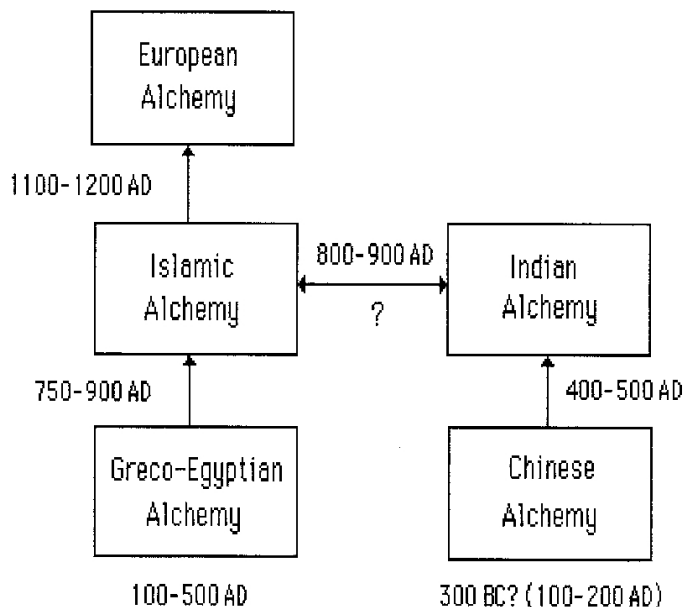 European
Alchemy
1100-1200 AD
Islamic
Alchemy
800-900 AD
?
Indian
Alchemy
750-900 AD
400-500 AD
Greco-Egyptian
Alchemy
Chinese
Alchemy
100-500 AD
300 BC? (100-200 AD)